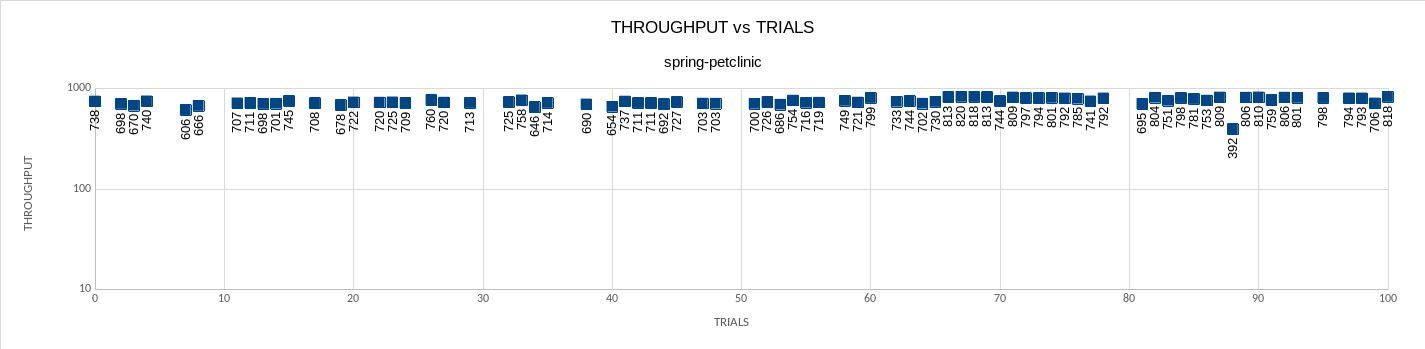 THROUGHPUT vs TRIALS
spring-petclinic
THROUGHPUT
1000
100
10
738 698 670 740 606 666 707 711 698 701 745 708 678 722 720 725 709 760 720 713 725 758 646 714 690 654 737 711 711 692 727 703 703 700 726 686 754 716 719 749 721 799 733 744 702 730 813 820 818 813 744 809 797 794 801 792 785 741 792 695 804 751 798 781 753 809 392 806 810 759 806 801 798 794 793 706 818
0 10 20 30 40 50 60 70 80 90 100
TRIALS